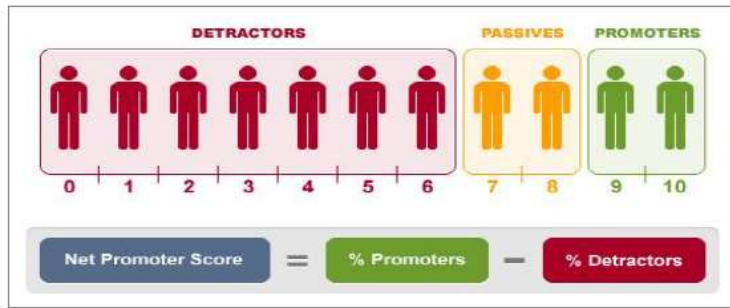 DETRACTORS PASSIVES PROMOTERS
0 1 2 3 4 5 6 7 8 9 10
Net Promoter Score = % Promoters − % Detractors